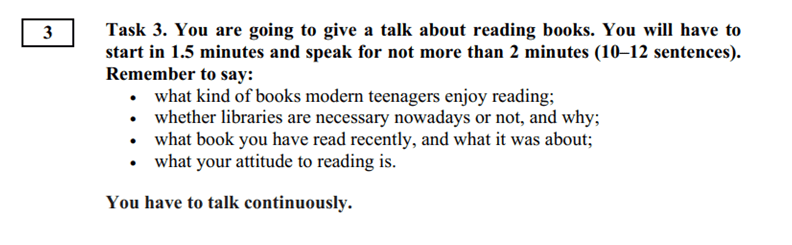 3
Task 3. You are going to give a talk about reading books. You will have to
start in 1.5 minutes and speak for not more than 2 minutes (10–12 sentences).
Remember to say:
• what kind of books modern teenagers enjoy reading;
• whether libraries are necessary nowadays or not, and why;
• what book you have read recently, and what it was about;
• what your attitude to reading is.
You have to talk continuously.